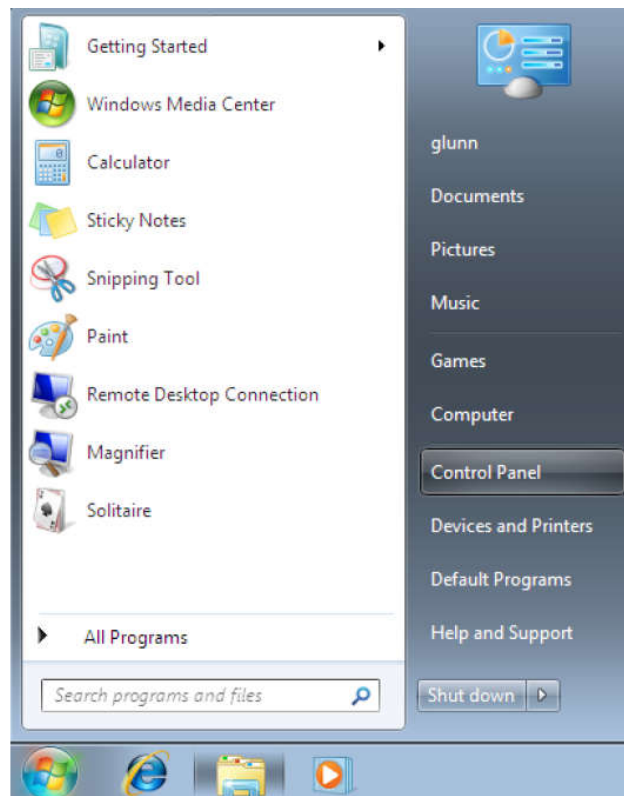 Getting Started
Windows Media Center
Calculator
Sticky Notes
Snipping Tool
Paint
Remote Desktop Connection
Magnifier
Solitaire
All Programs
Search programs and files
glunn
Documents
Pictures
Music
Games
Computer
Control Panel
Devices and Printers
Default Programs
Help and Support
Shut down